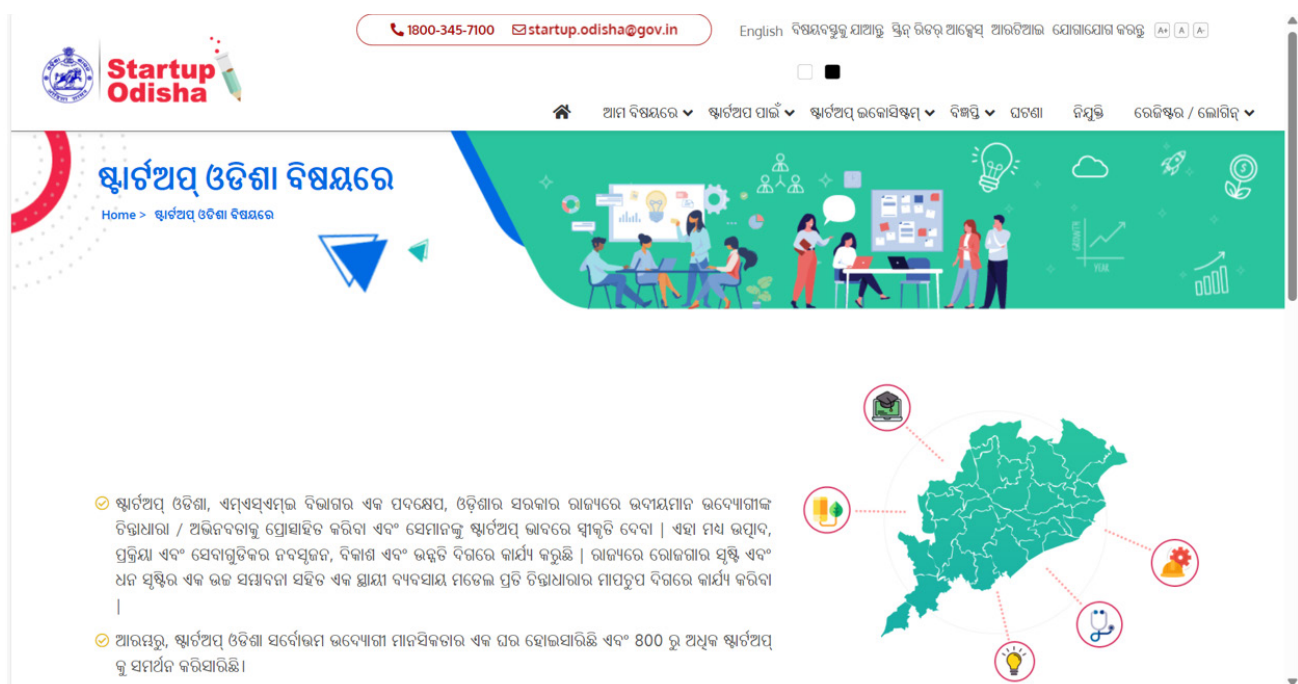 1800-345-7100 startup.odisha@gov.in English ବିଷୟବସ୍ତୁକୁ ଯାଆନ୍ତୁ ସ୍କ୍ରିନ୍ ରିଡର୍ ଆକ୍ସେସ୍ ଆରଟିଆଇ ଯୋଗାଯୋଗ କରନ୍ତୁ A+ A A-
Startup
Odisha
ଆମ ବିଷୟରେ ଷ୍ଟାର୍ଟଅପ ପାଇଁ ଷ୍ଟାର୍ଟଅପ୍ ଇକୋସିଷ୍ଟମ୍ ବିଜ୍ଞପ୍ତି ଘଟଣା ନିଯୁକ୍ତି ରେଜିଷ୍ଟର / ଲୋଗିନ୍
ଷ୍ଟାର୍ଟଅପ୍ ଓଡିଶା ବିଷୟରେ
Home > ଷ୍ଟାର୍ଟଅପ୍ ଓଡିଶା ବିଷୟରେ
GROWTH
YEAR
ଷ୍ଟାର୍ଟଅପ୍ ଓଡିଶା, ଏମ୍ଏସ୍ଏମ୍ଇ ବିଭାଗର ଏକ ପଦକ୍ଷେପ, ଓଡ଼ିଶାର ସରକାର ରାଜ୍ୟରେ ଉଦୀୟମାନ ଉଦ୍ୟୋଗୀଙ୍କ
ଚିନ୍ତାଧାରା / ଅଭିନବତାକୁ ପ୍ରୋତ୍ସାହିତ କରିବା ଏବଂ ସେମାନଙ୍କୁ ଷ୍ଟାର୍ଟଅପ୍ ଭାବରେ ସ୍ୱୀକୃତି ଦେବା | ଏହା ମଧ୍ୟ ଉତ୍ପାଦ,
ପ୍ରକ୍ରିୟା ଏବଂ ସେବାଗୁଡିକର ନବସୃଜନ, ବିକାଶ ଏବଂ ଉନ୍ନତି ଦିଗରେ କାର୍ଯ୍ୟ କରୁଛି | ରାଜ୍ୟରେ ରୋଜଗାର ସୃଷ୍ଟି ଏବଂ
ଧନ ସୃଷ୍ଟିର ଏକ ଉଚ୍ଚ ସମ୍ଭାବନା ସହିତ ଏକ ସ୍ଥାୟୀ ବ୍ୟବସାୟ ମଡେଲ ପ୍ରତି ଚିନ୍ତାଧାରାର ମାପଚୁପ ଦିଗରେ କାର୍ଯ୍ୟ କରିବା
|
ଆରମ୍ଭରୁ, ଷ୍ଟାର୍ଟଅପ୍ ଓଡିଶା ସର୍ବୋତ୍ତମ ଉଦ୍ୟୋଗୀ ମାନସିକତାର ଏକ ଘର ହୋଇସାରିଛି ଏବଂ 800 ରୁ ଅଧିକ ଷ୍ଟାର୍ଟଅପ୍
କୁ ସମର୍ଥନ କରିସାରିଛି।